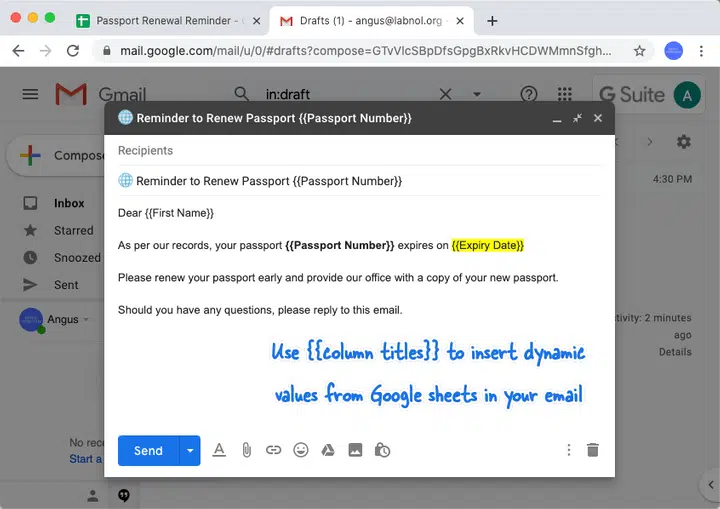 Passport Renewal Reminder -
Drafts (1) - angus@labnol.org -
mail.google.com/mail/u/0/#drafts?compose=GTvVlcSBpDfsGpgBxRkvHCDWMmnSfgh...
Gmail
in:draft
G Suite
A
Reminder to Renew Passport {{Passport Number}}
Recipients
Reminder to Renew Passport {{Passport Number}}
Compose
4:30 PM
Inbox
Starred
Snoozed
Sent
Angus
Dear {{First Name}}
As per our records, your passport {{Passport Number}} expires on {{Expiry Date}}
Please renew your passport early and provide our office with a copy of your new passport.
Should you have any questions, please reply to this email.
tivity: 2 minutes
ago
Details
Use {{column titles}} to insert dynamic
values from Google sheets in your email
No rece
Start a
Send